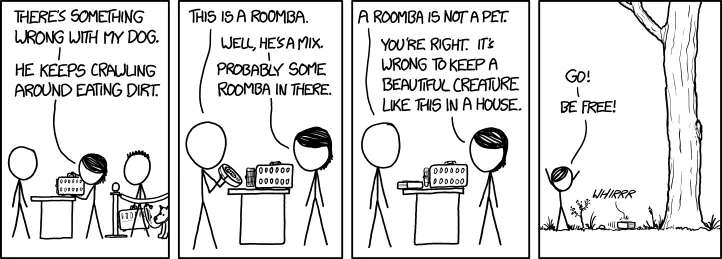 THERE'S SOMETHING
WRONG WITH MY DOG.
HE KEEPS CRAWLING
AROUND EATING DIRT.
THIS IS A ROOMBA.
WELL, HE'S A MIX.
PROBABLY SOME
ROOMBA IN THERE.
A ROOMBA IS NOT A PET.
YOU'RE RIGHT. IT'S
WRONG TO KEEP A
BEAUTIFUL CREATURE
LIKE THIS IN A HOUSE.
GO!
BE FREE!
WHIRRR